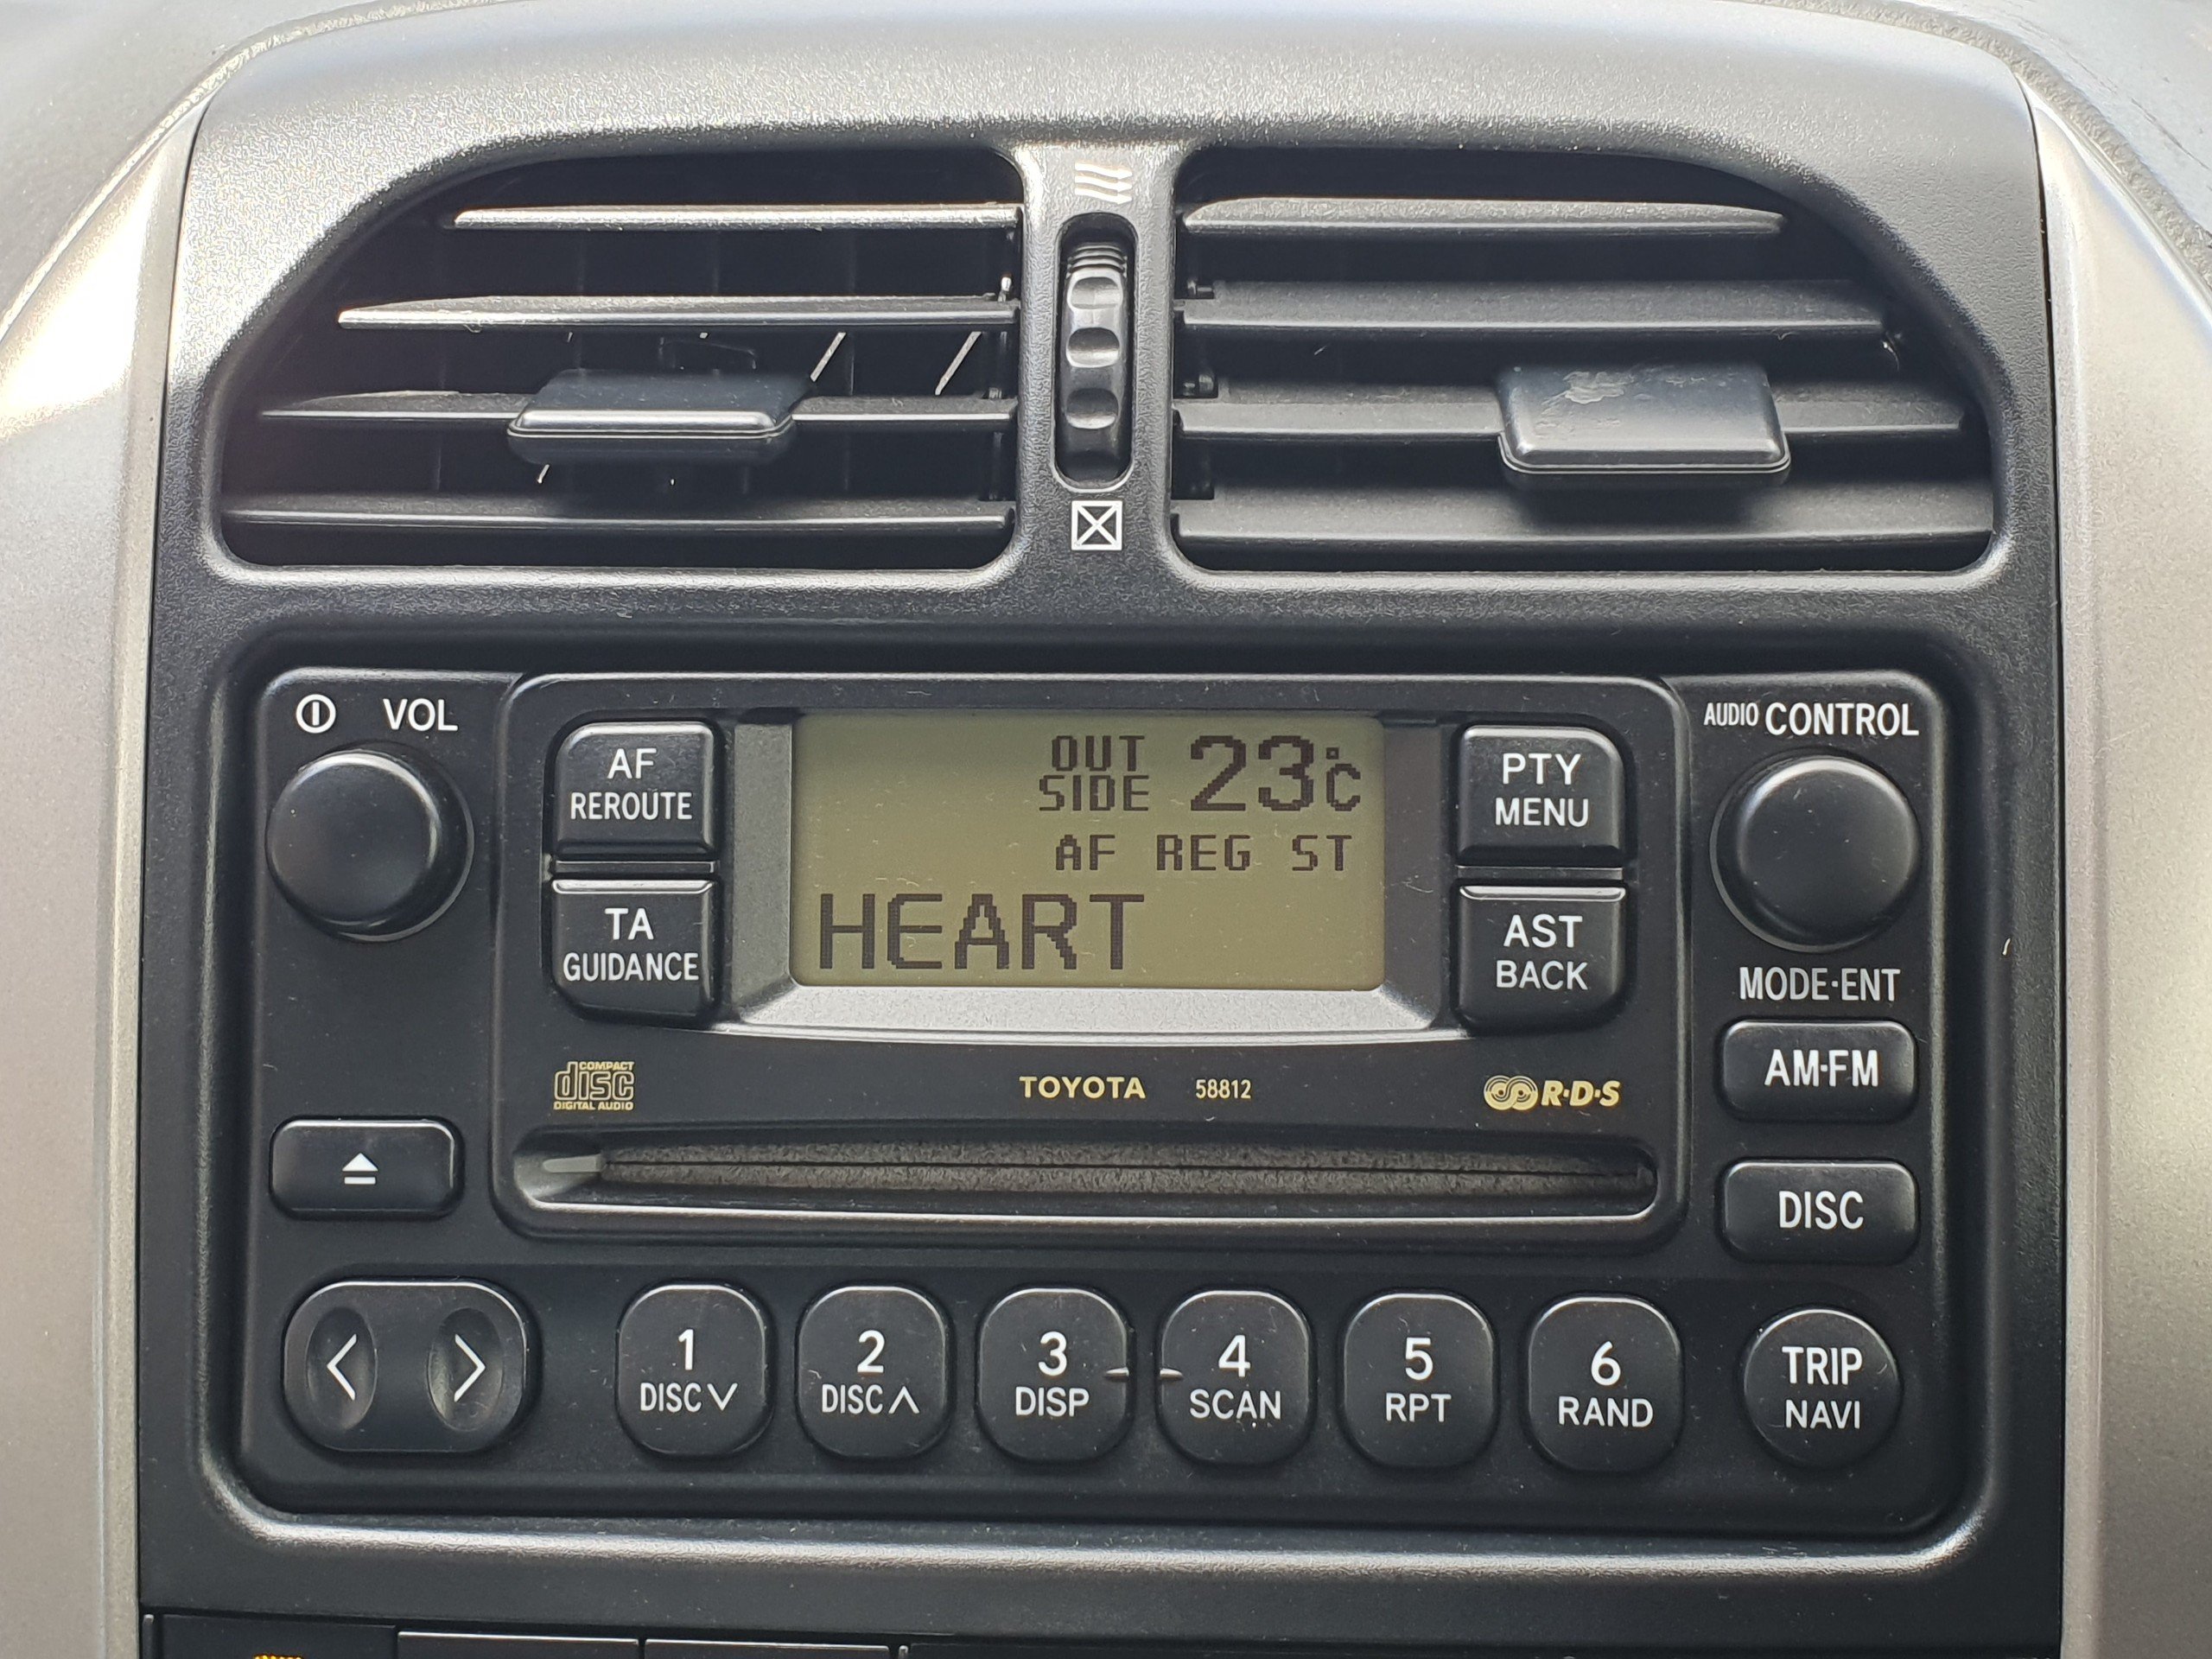 VOL
AUDIO CONTROL
AF
REROUTE
OUT
SIDE 23°C
AF REG ST
HEART
PTY
MENU
TA
GUIDANCE
AST
BACK
MODE·ENT
COMPACT
disc
DIGITAL AUDIO
TOYOTA 58812
R·D·S
AM·FM
DISC
1
DISC
2
DISC
3
DISP
4
SCAN
5
RPT
6
RAND
TRIP
NAVI